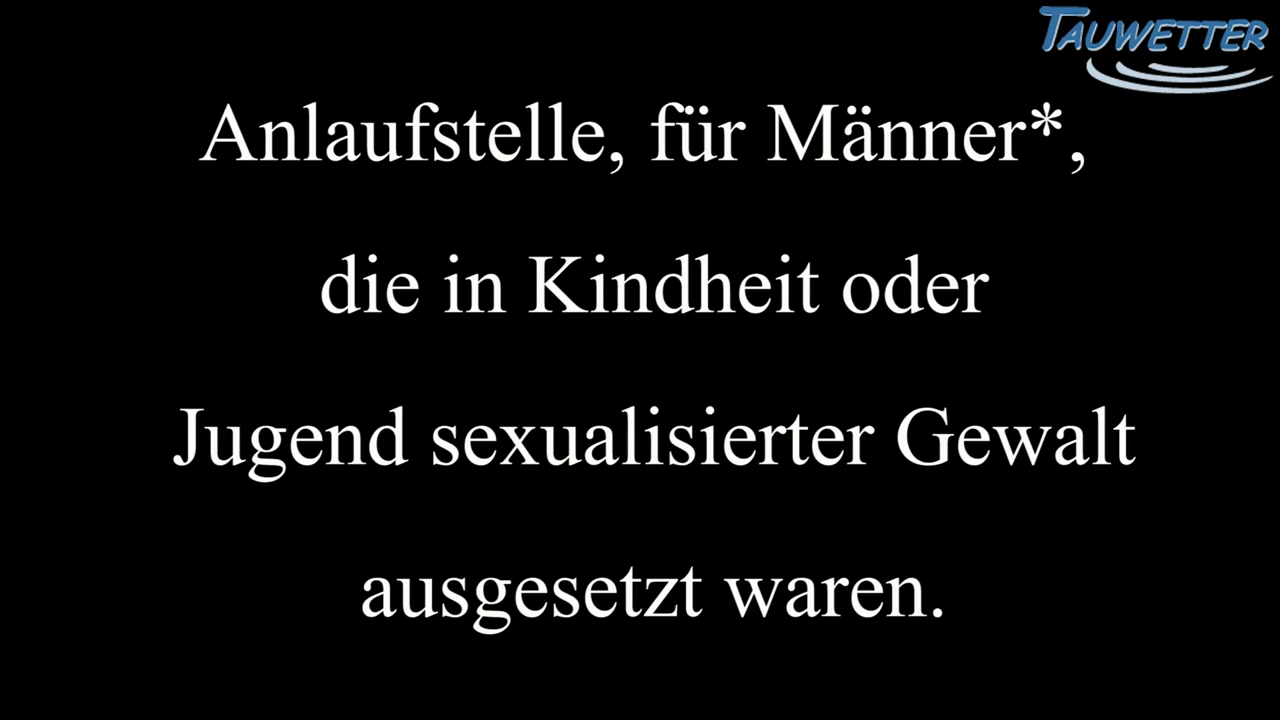 TAUWETTER
Anlaufstelle, für Männer*,
die in Kindheit oder
Jugend sexualisierter Gewalt
ausgesetzt waren.